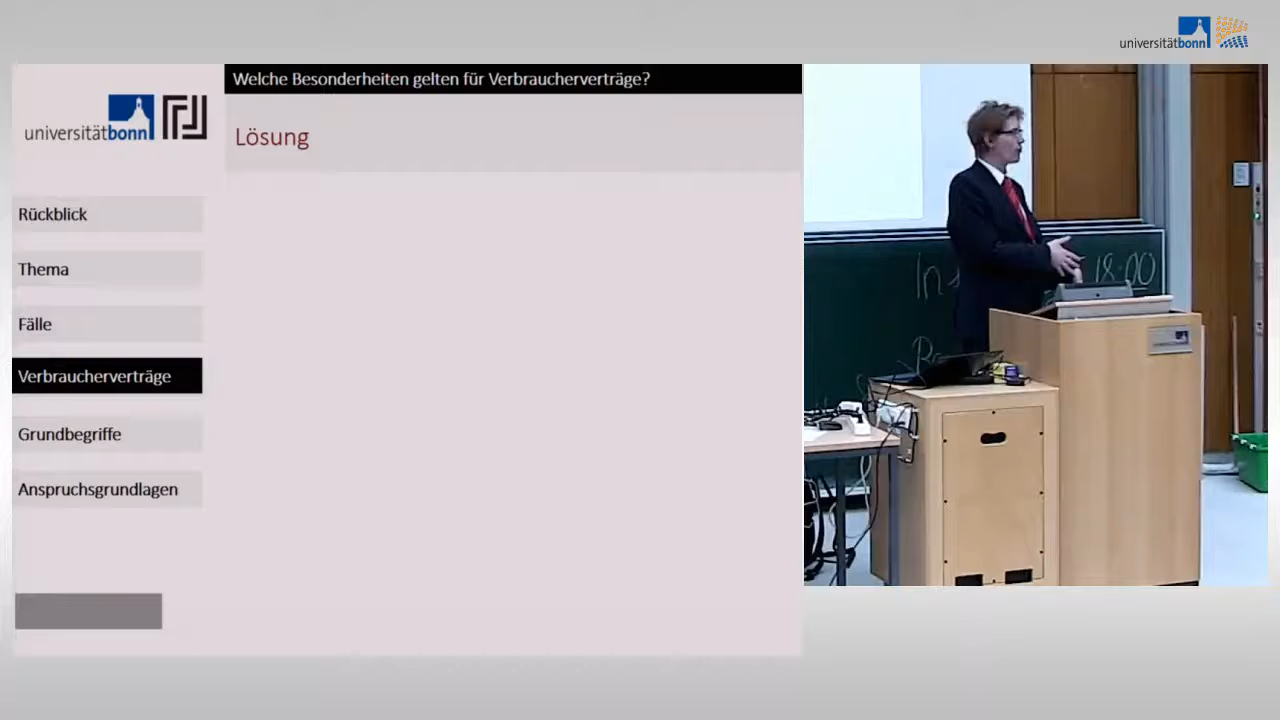 universitätbonn
Welche Besonderheiten gelten für Verbraucherverträge?
universitätbonn
Lösung
Rückblick
Thema
Fälle
Verbraucherverträge
Grundbegriffe
Anspruchsgrundlagen
18:00